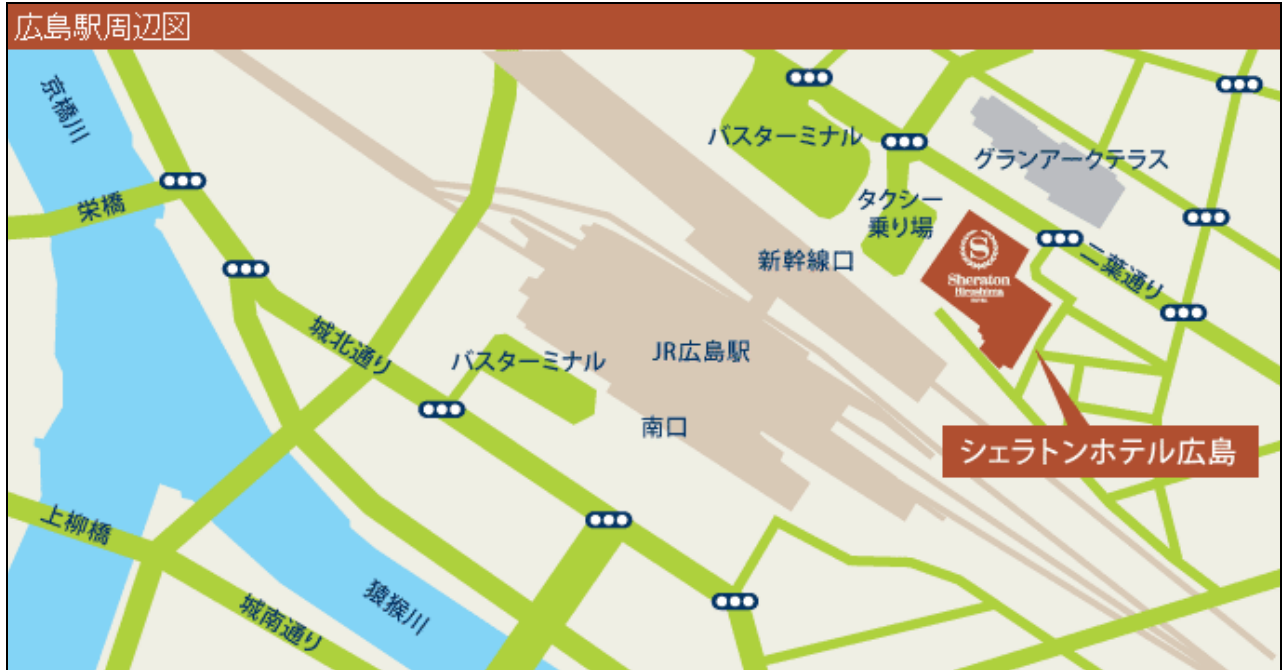 広島駅周辺図
京橋川
栄橋
バスターミナル
グランアークテラス
タクシー
乗り場
新幹線口
S
Sheraton
Hiroshima
HOTEL
二葉通り
城北通り
バスターミナル
JR広島駅
南口
シェラトンホテル広島
上柳橋
城南通り
猿猴川